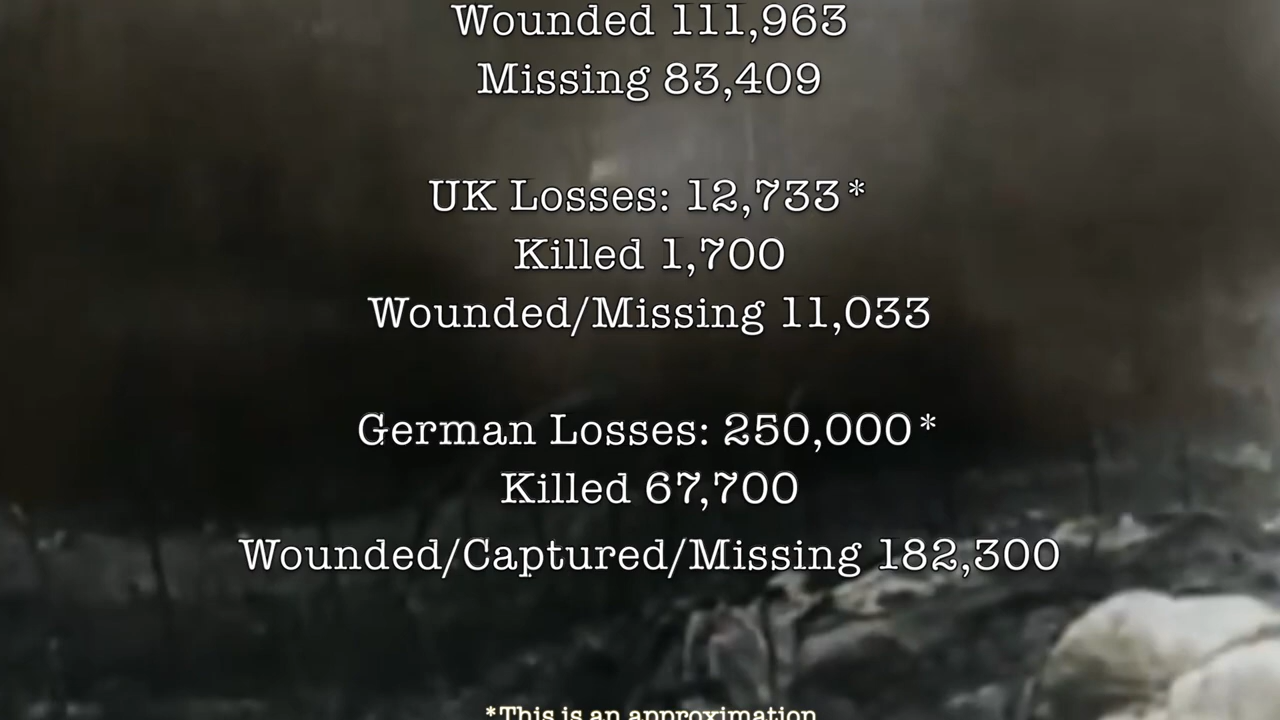 Wounded 111,963
Missing 83,409
UK Losses: 12,733*
Killed 1,700
Wounded/Missing 11,033
German Losses: 250,000*
Killed 67,700
Wounded/Captured/Missing 182,300
*This is an approximation